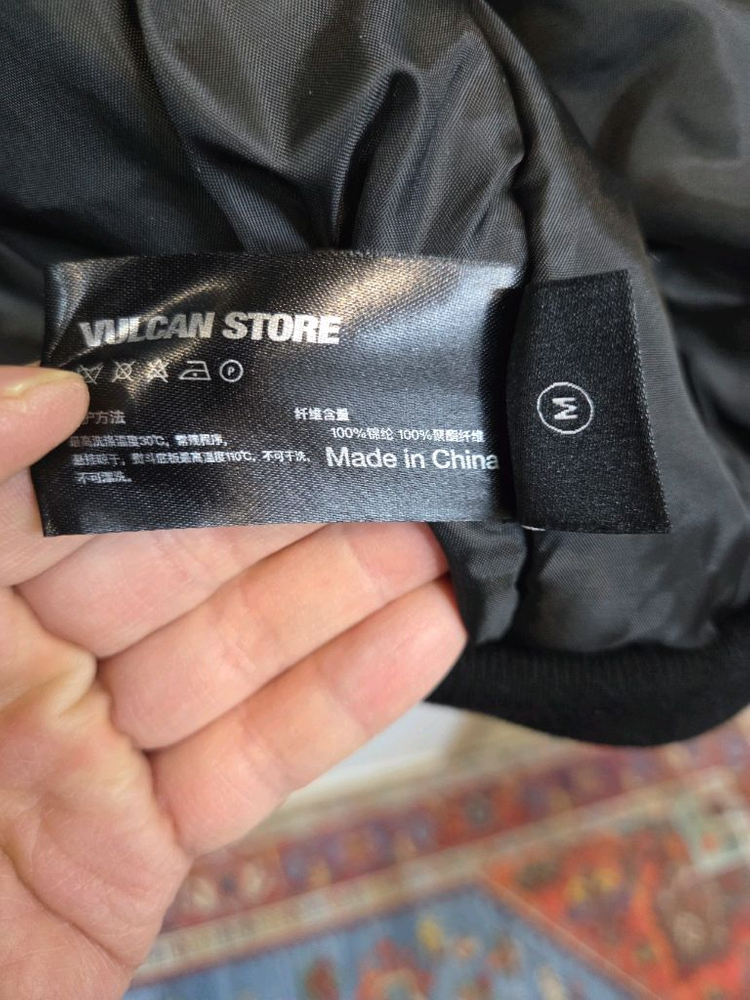 VULCAN STORE
P
护方法
最高洗涤温度30℃，常规程序，
悬挂晾干，熨斗底板最高温度110℃，不可干洗，
不可漂洗。
纤维含量
100%锦纶 100%聚酯纤维
Made in China
M